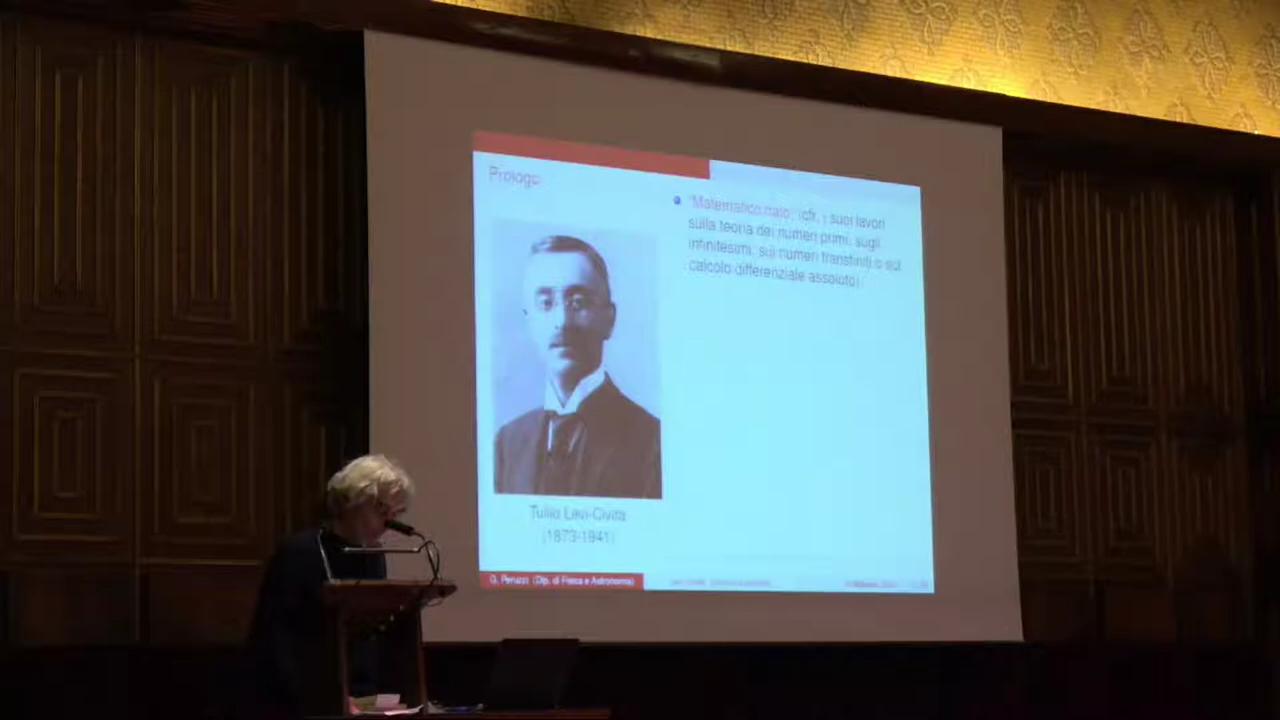 Prologo
"Matematico nato" (cfr. i suoi lavori
sulla teoria dei numeri primi, sugli
infinitesimi, sui numeri transfiniti o sul
calcolo differenziale assoluto)
Tullio Levi-Civita
(1873-1941)
G. Peruzzi (Dip. di Fisica e Astronomia)